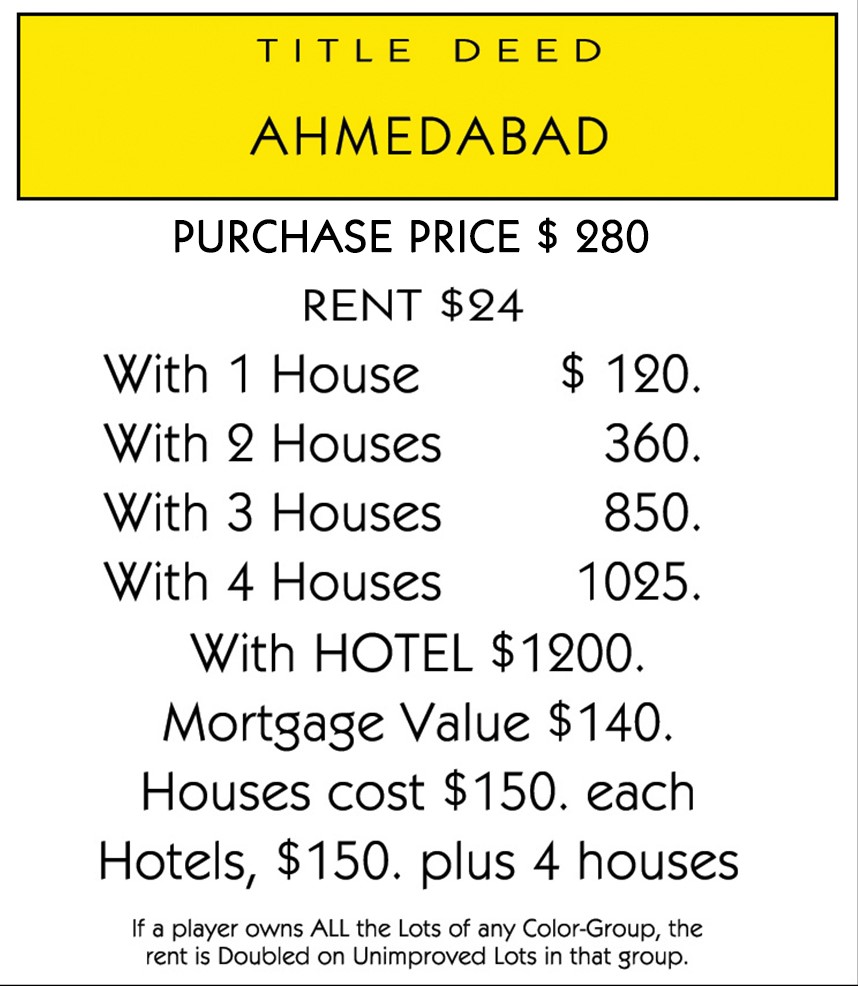 TITLE DEED
AHMEDABAD
PURCHASE PRICE $ 280
RENT $24
With 1 House $ 120.
With 2 Houses 360.
With 3 Houses 850.
With 4 Houses 1025.
With HOTEL $1200.
Mortgage Value $140.
Houses cost $150. each
Hotels, $150. plus 4 houses
If a player owns ALL the Lots of any Color-Group, the
rent is Doubled on Unimproved Lots in that group.